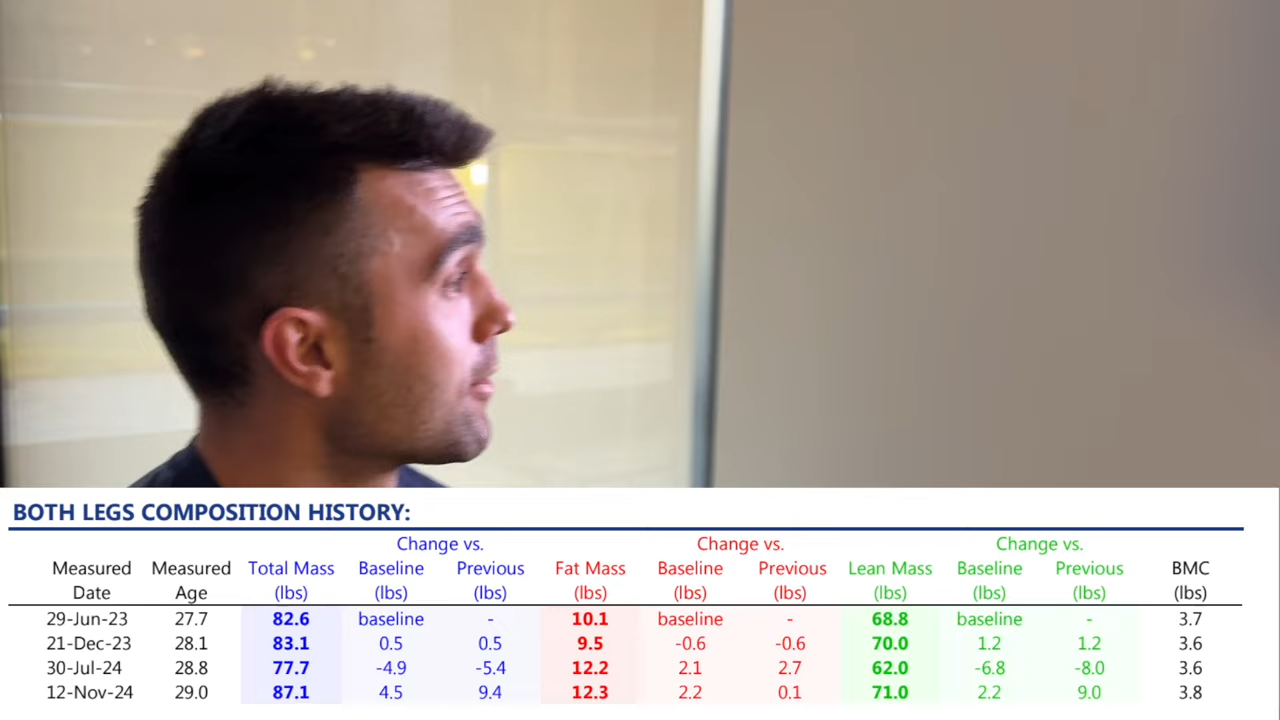 BOTH LEGS COMPOSITION HISTORY:
Change vs. Change vs. Change vs.
Measured Measured Total Mass Baseline Previous Fat Mass Baseline Previous Lean Mass Baseline Previous BMC
Date Age (lbs) (lbs) (lbs) (lbs) (lbs) (lbs) (lbs) (lbs) (lbs) (lbs)
29-Jun-23 27.7 82.6 baseline - 10.1 baseline - 68.8 baseline - 3.7
21-Dec-23 28.1 83.1 0.5 0.5 9.5 -0.6 -0.6 70.0 1.2 1.2 3.6
30-Jul-24 28.8 77.7 -4.9 -5.4 12.2 2.1 2.7 62.0 -6.8 -8.0 3.6
12-Nov-24 29.0 87.1 4.5 9.4 12.3 2.2 0.1 71.0 2.2 9.0 3.8